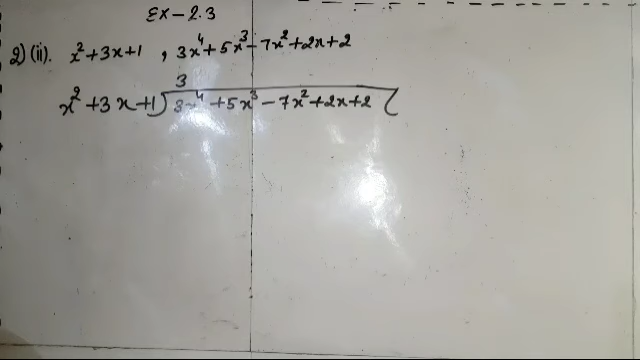 Ex - 2.3
2) (ii). x² + 3x + 1 , 3x⁴ + 5x³ - 7x² + 2x + 2
3
x² + 3x + 1 ) 3x⁴ + 5x³ - 7x² + 2x + 2 (